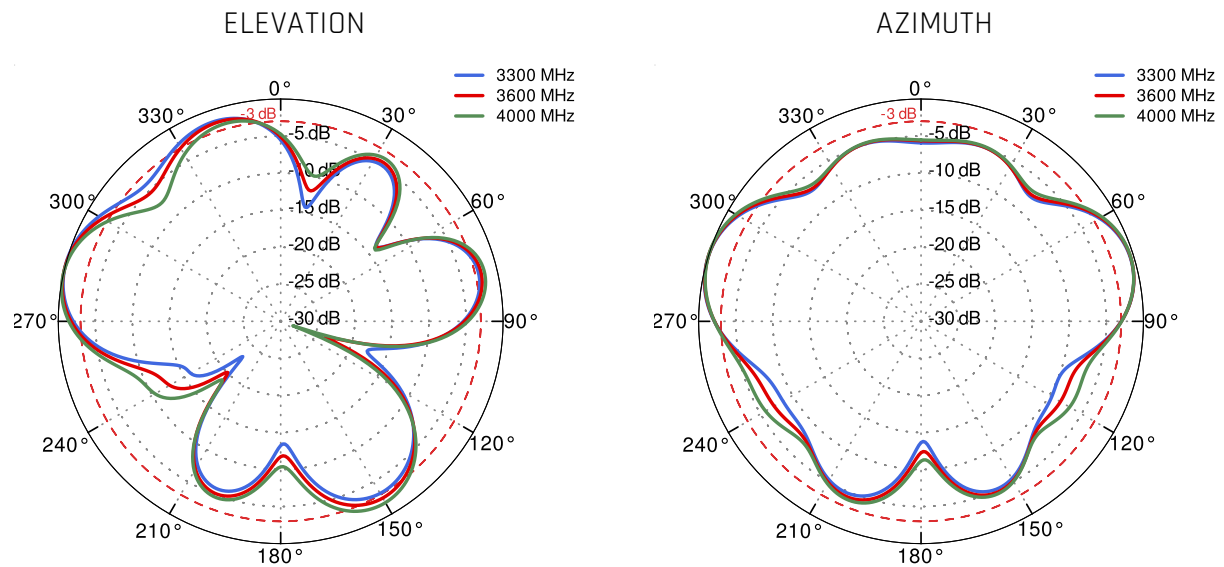 ELEVATION
3300 MHz
3600 MHz
4000 MHz
0°
30°
60°
90°
120°
150°
180°
210°
240°
270°
300°
330°
-3 dB
-5 dB
-10 dB
-15 dB
-20 dB
-25 dB
-30 dB
AZIMUTH
3300 MHz
3600 MHz
4000 MHz
0°
30°
60°
90°
120°
150°
180°
210°
240°
270°
300°
330°
-3 dB
-5 dB
-10 dB
-15 dB
-20 dB
-25 dB
-30 dB